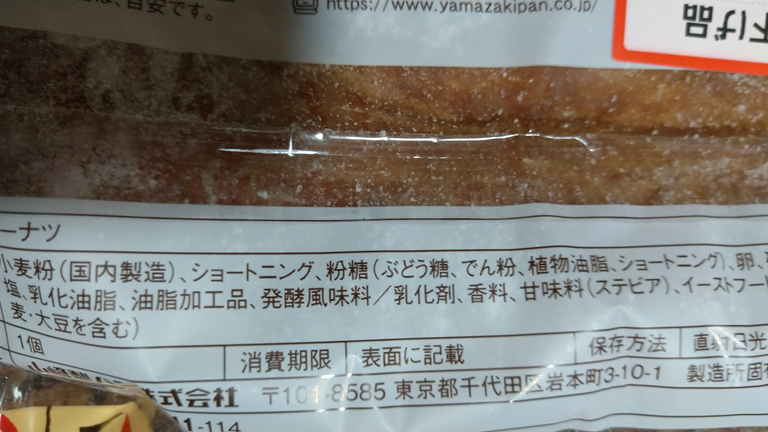 は、目安です。
https://www.yamazakipan.co.jp/
下げ品
ーナツ
小麦粉（国内製造）、ショートニング、粉糖（ぶどう糖、でん粉、植物油脂、ショートニング）、卵、
塩、乳化油脂、油脂加工品、発酵風味料／乳化剤、香料、甘味料（ステビア）、イーストフー
麦・大豆を含む）
1個 消費期限 表面に記載 保存方法 直射日光
株式会社 〒101-8585 東京都千代田区岩本町3-10-1 製造所固有
11-114